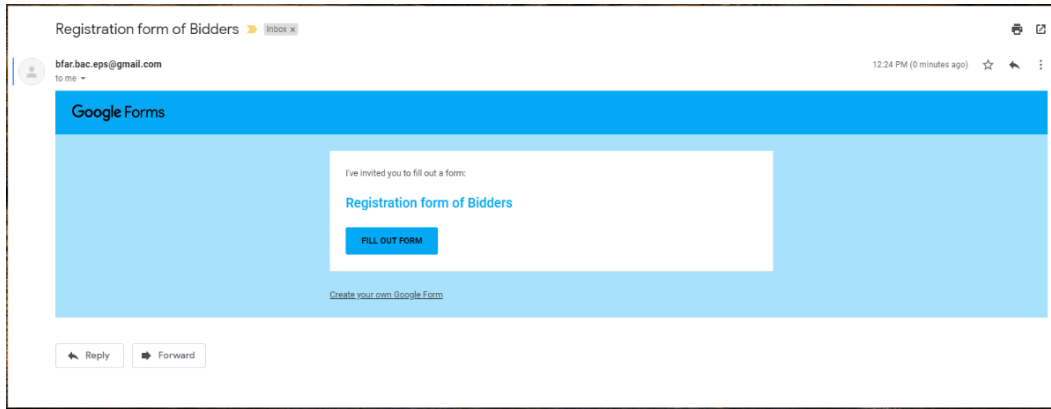 Registration form of Bidders Inbox x
bfar.bac.eps@gmail.com 12:24 PM (0 minutes ago)
to me
Google Forms
I've invited you to fill out a form:
Registration form of Bidders
FILL OUT FORM
Create your own Google Form
Reply Forward